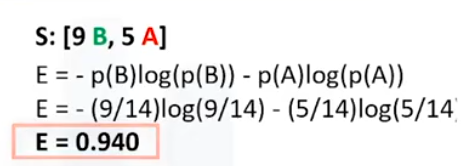 S: [9 B, 5 A]
E = - p(B)log(p(B)) - p(A)log(p(A))
E = - (9/14)log(9/14) - (5/14)log(5/14
E = 0.940